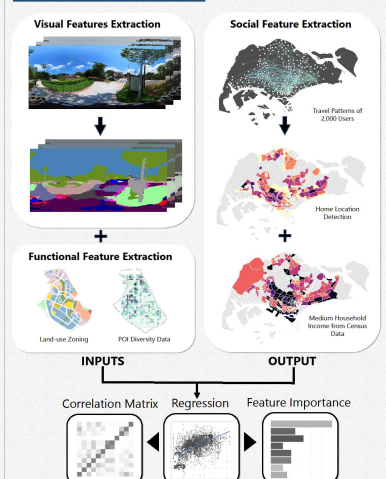 Visual Features Extraction
Social Feature Extraction
Travel Patterns of
2,000 Users
Home Location
Detection
+
+
Functional Feature Extraction
Land-use Zoning
POI Diversity Data
Medium Household
Income from Census
Data
INPUTS
OUTPUT
Correlation Matrix
Regression
Feature Importance